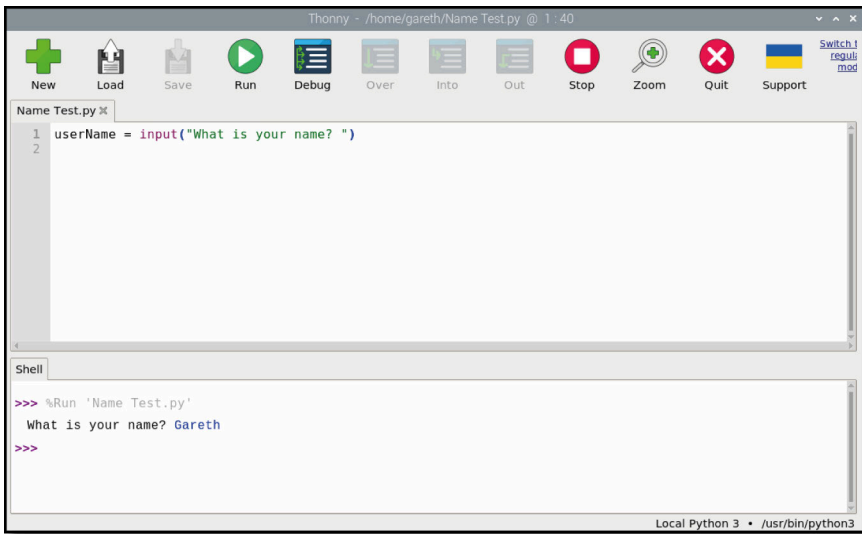 Thonny - /home/gareth/Name Test.py @ 1:40
New Load Save Run Debug Over Into Out Stop Zoom Quit Support
Switch t
regula
mod
Name Test.py
1 userName = input("What is your name? ")
2
Shell
>>> %Run 'Name Test.py'
What is your name? Gareth
>>>
Local Python 3 • /usr/bin/python3